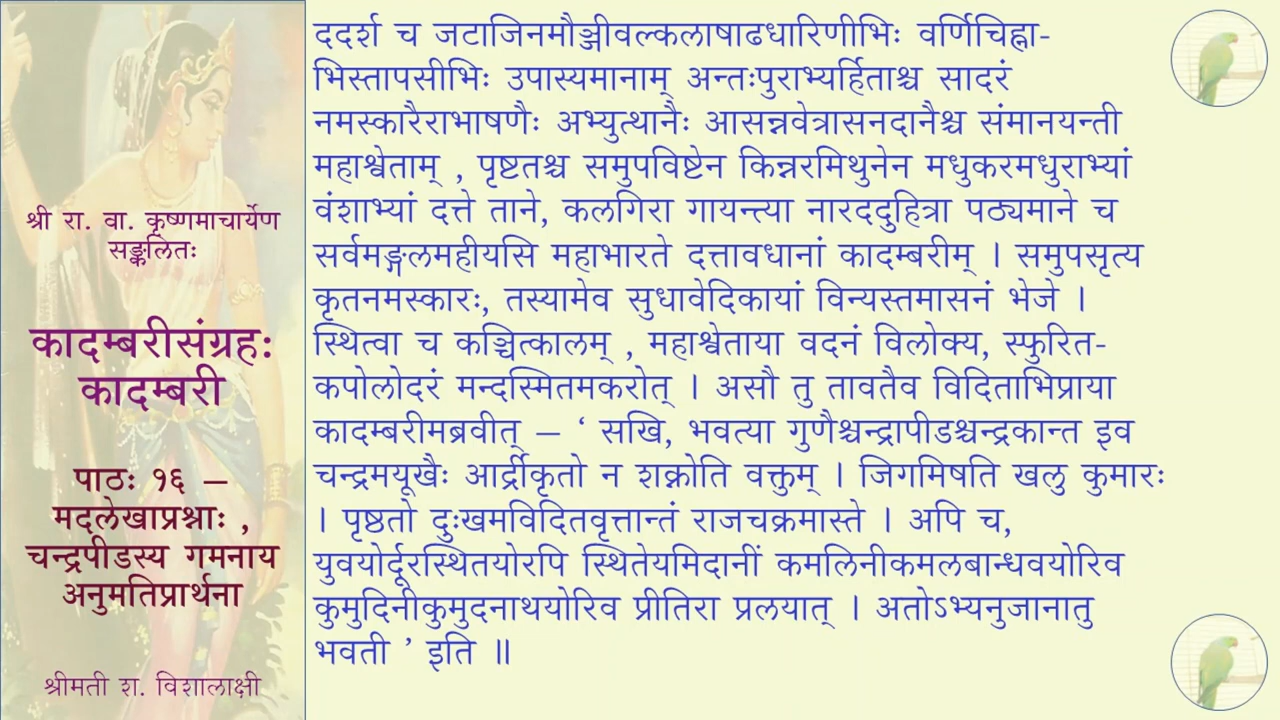 श्री रा. वा. कृष्णमाचार्येण
सङ्कलितः
कादम्बरीसंग्रहः
कादम्बरी
पाठः १६ –
मदलेखाप्रश्नाः ,
चन्द्रपीडस्य गमनाय
अनुमतिप्रार्थना
श्रीमती श. विशालाक्षी
ददर्श च जटाजिनमौञ्जीवल्कलाषाढधारिणीभिः वर्णिचिह्ना-
भिस्तापसीभिः उपास्यमानाम् अन्तःपुराभ्यर्हिताश्च सादरं
नमस्कारैराभाषणैः अभ्युत्थानैः आसन्नवेत्रासनदानैश्च संमानयन्ती
महाश्वेताम् , पृष्टतश्च समुपविष्टेन किन्नरमिथुनेन मधुकरमधुराभ्यां
वंशाभ्यां दत्ते ताने, कलगिरा गायन्त्या नारददुहित्रा पठ्यमाने च
सर्वमङ्गलमहीयसि महाभारते दत्तावधानां कादम्बरीम् । समुपसृत्य
कृतनमस्कारः, तस्यामेव सुधावेदिकायां विन्यस्तमासनं भेजे ।
स्थित्वा च कञ्चित्कालम् , महाश्वेताया वदनं विलोक्य, स्फुरित-
कपोलोदरं मन्दस्मितमकरोत् । असौ तु तावतैव विदिताभिप्राया
कादम्बरीमब्रवीत् – ‘ सखि, भवत्या गुणैश्चन्द्रापीडश्चन्द्रकान्त इव
चन्द्रमयूखैः आर्द्रीकृतो न शक्नोति वक्तुम् । जिगमिषति खलु कुमारः
। पृष्ठतो दुःखमविदितवृत्तान्तं राजचक्रमास्ते । अपि च,
युवयोर्दूरस्थितयोरपि स्थितेयमिदानीं कमलिनीकमलबान्धवयोरिव
कुमुदिनीकुमुदनाथयोरिव प्रीतिरा प्रलयात् । अतोऽभ्यनुजानातु
भवती ’ इति ॥